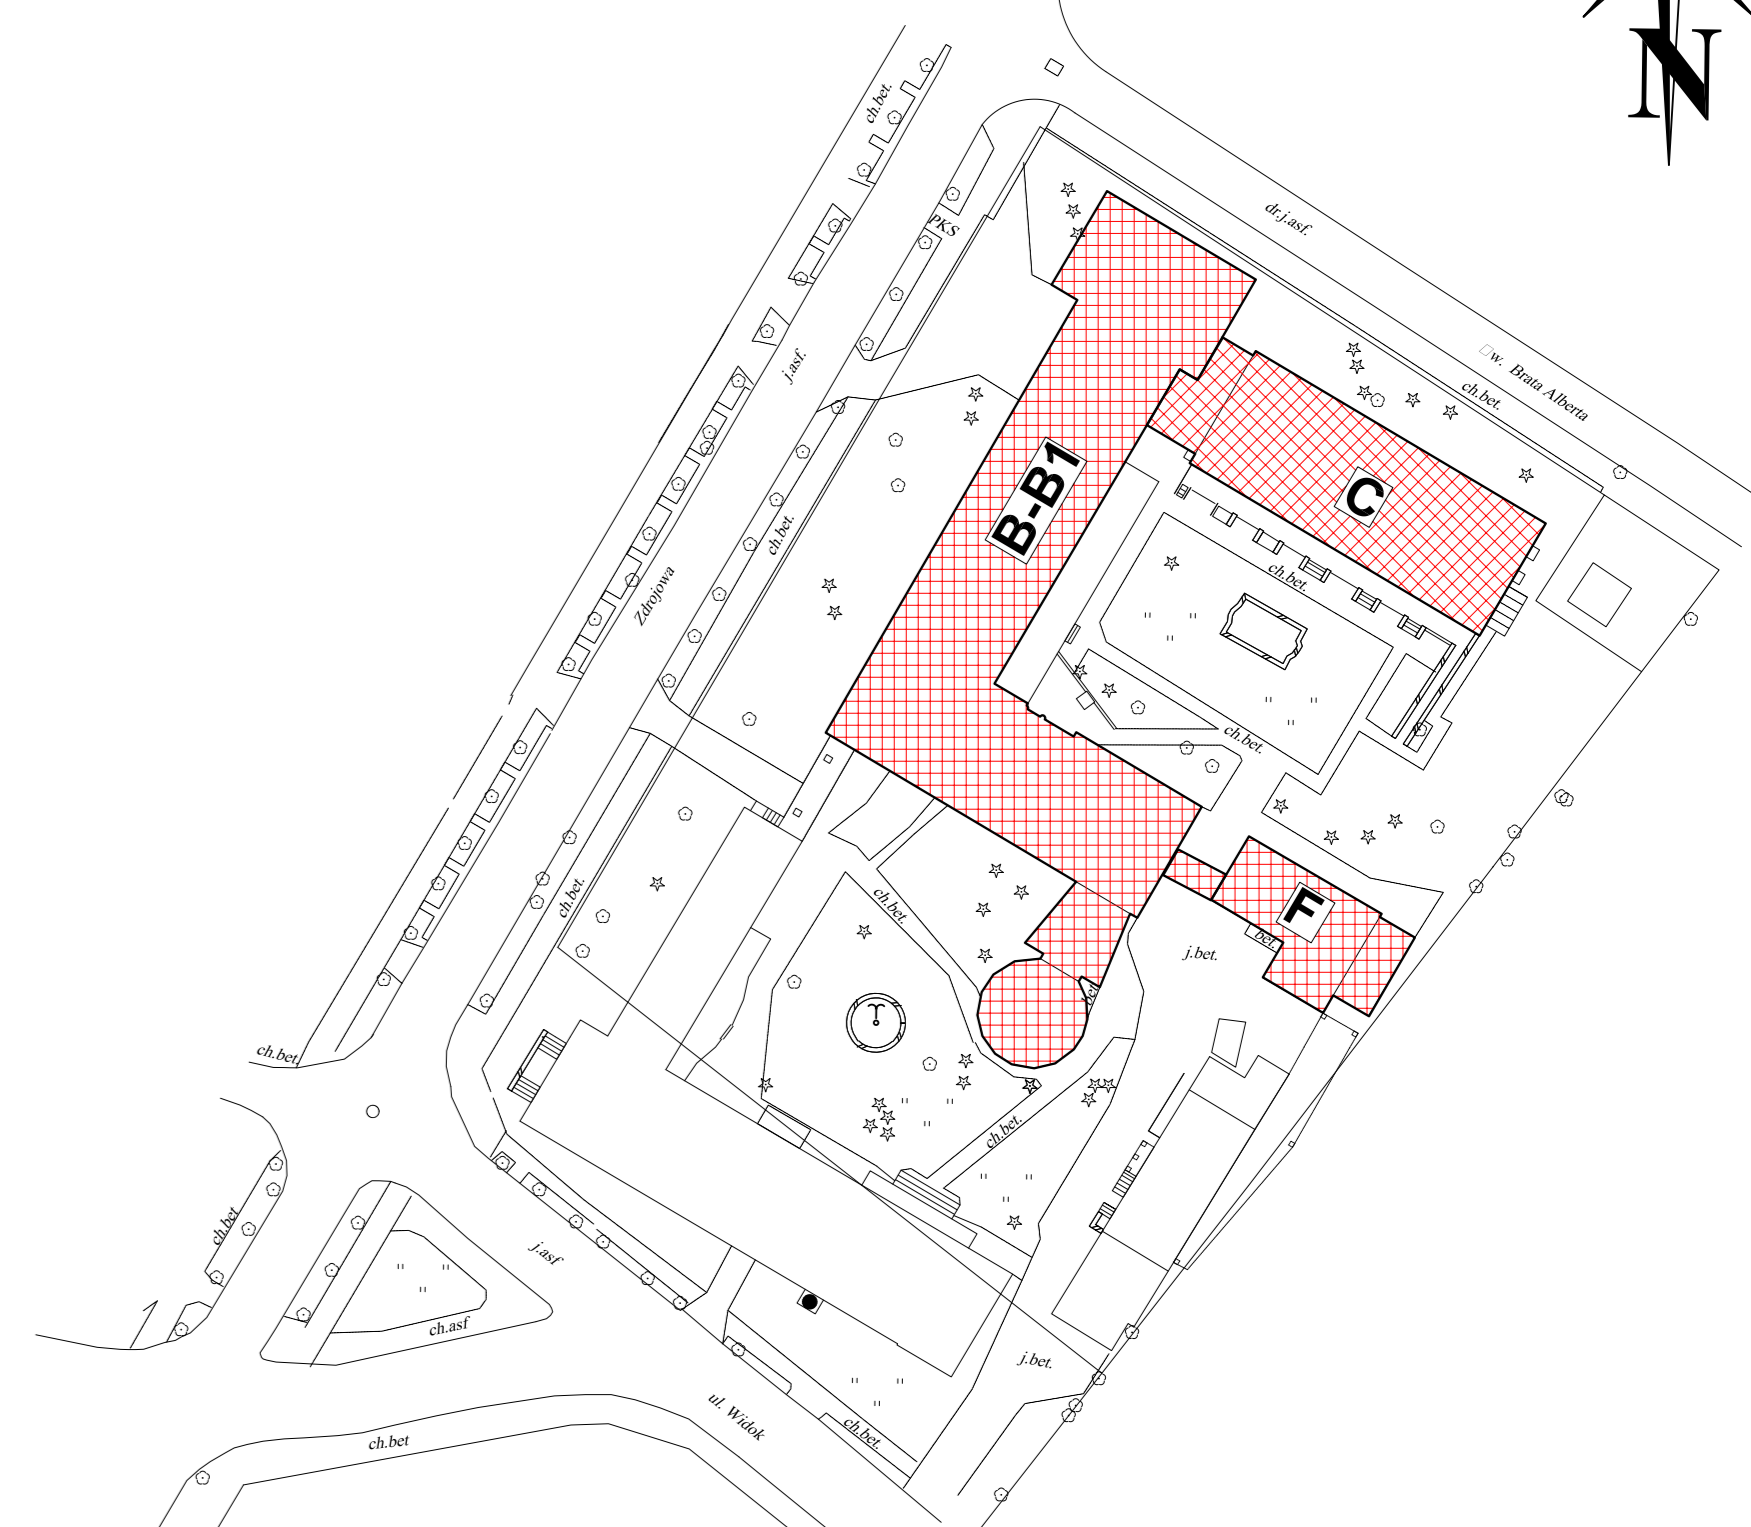 N
ch.bet.
PKS
dr.j.asf.
w. Brata Alberta
j.asf.
ch.bet.
B-B1
C
ch.bet.
ch.bet.
Zdrojowa
ch.bet.
ch.bet.
ch.bet.
F
bet.
j.bet.
bet.
ch.bet.
ch.bet.
ch.bet
j.asf
ch.asf
j.bet.
ul. Widok
ch.bet.
ch.bet